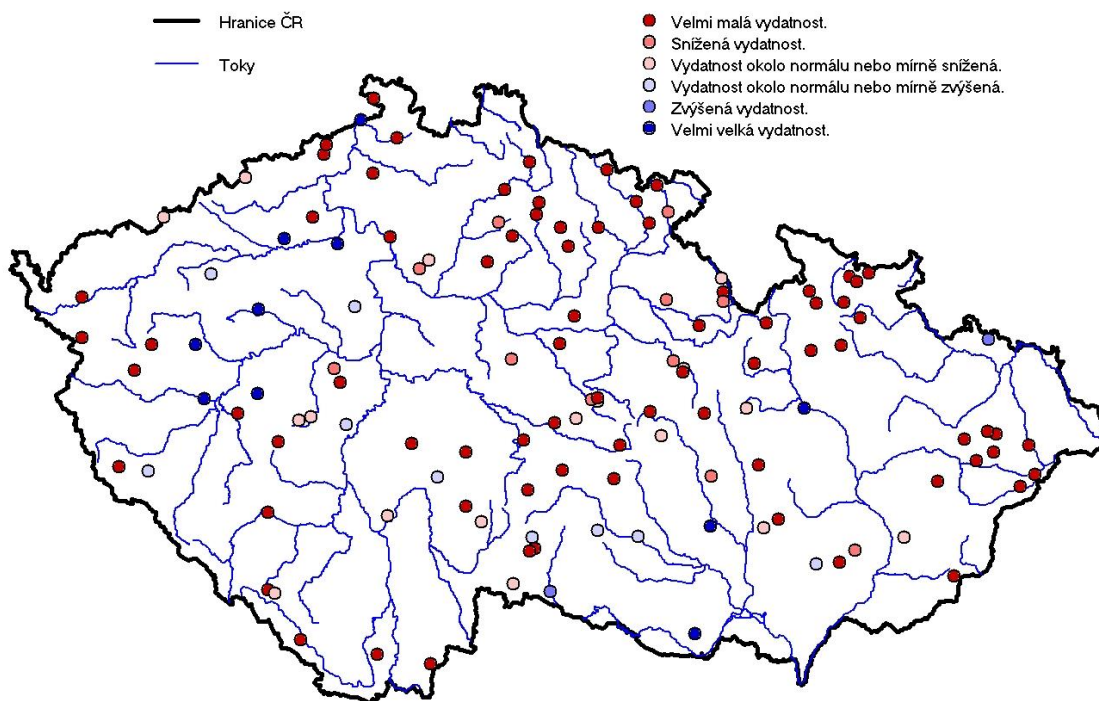 Hranice ČR
Toky
Velmi malá vydatnost.
Snížená vydatnost.
Vydatnost okolo normálu nebo mírně snížená.
Vydatnost okolo normálu nebo mírně zvýšená.
Zvýšená vydatnost.
Velmi velká vydatnost.